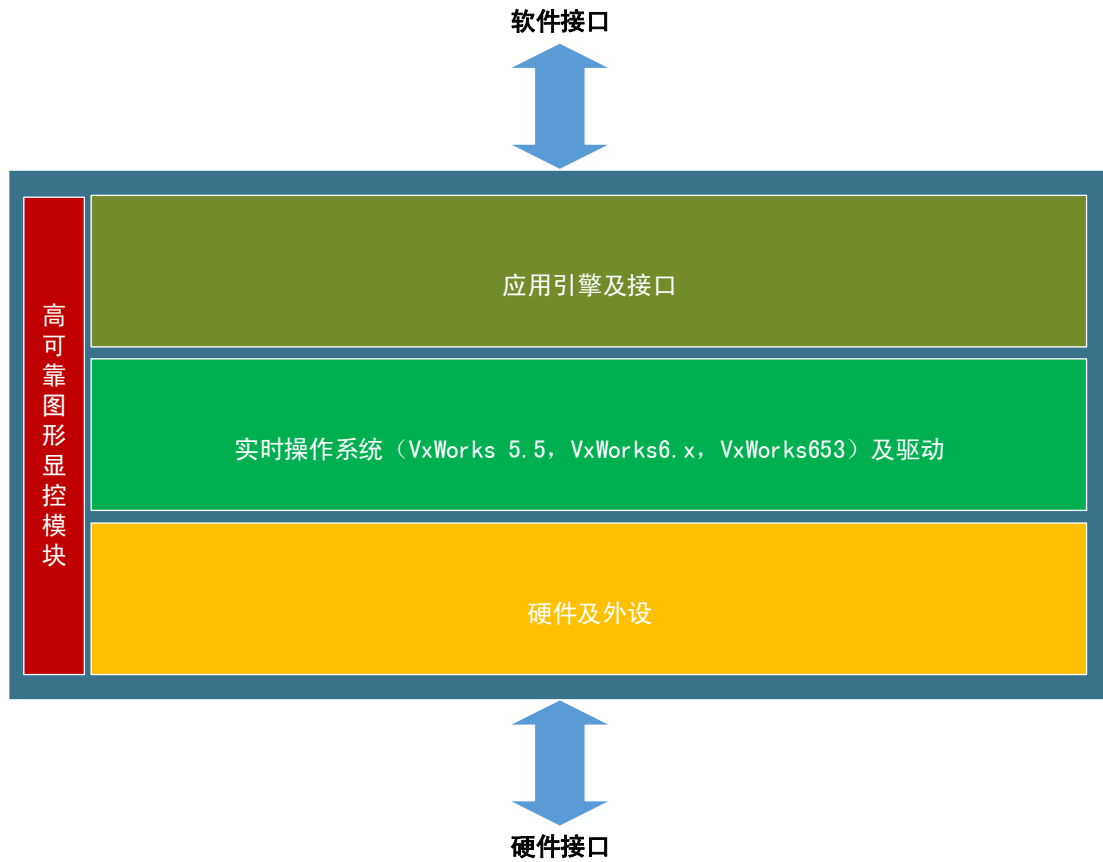 软件接口
高可靠图形显控模块
应用引擎及接口
实时操作系统（VxWorks 5.5，VxWorks6.x，VxWorks653）及驱动
硬件及外设
硬件接口